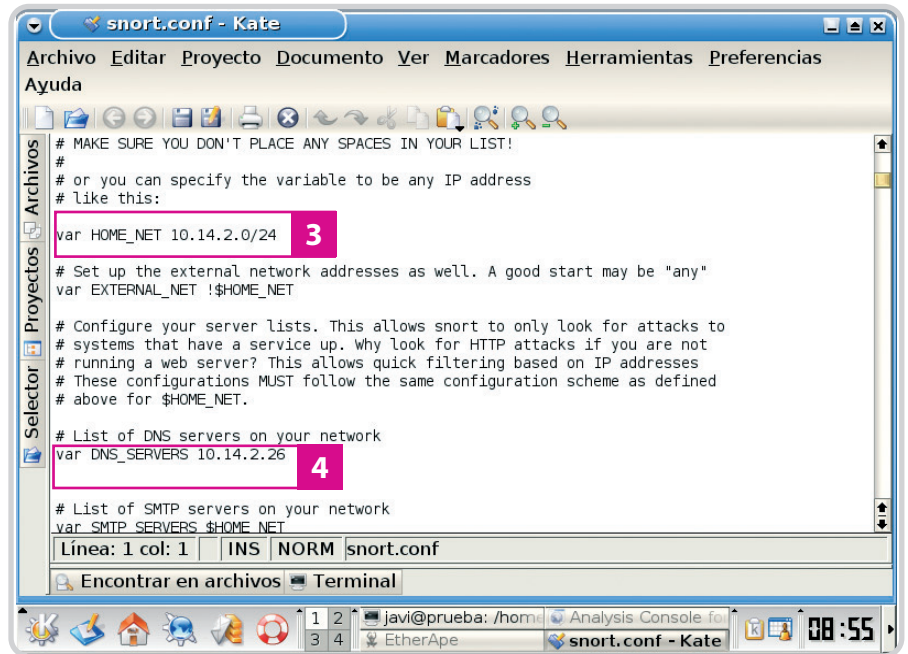 snort.conf - Kate
Archivo Editar Proyecto Documento Ver Marcadores Herramientas Preferencias
Ayuda
Archivos
Proyectos
Selector
# MAKE SURE YOU DON'T PLACE ANY SPACES IN YOUR LIST!
#
# or you can specify the variable to be any IP address
# like this:
var HOME_NET 10.14.2.0/24
3
# Set up the external network addresses as well. A good start may be "any"
var EXTERNAL_NET !$HOME_NET
# Configure your server lists. This allows snort to only look for attacks to
# systems that have a service up. Why look for HTTP attacks if you are not
# running a web server? This allows quick filtering based on IP addresses
# These configurations MUST follow the same configuration scheme as defined
# above for $HOME_NET.
# List of DNS servers on your network
var DNS_SERVERS 10.14.2.26
4
# List of SMTP servers on your network
var SMTP_SERVERS $HOME_NET
Línea: 1 col: 1 INS NORM snort.conf
Encontrar en archivos Terminal
1 2
3 4
javi@prueba: /home
Analysis Console for
EtherApe
snort.conf - Kate
08:55